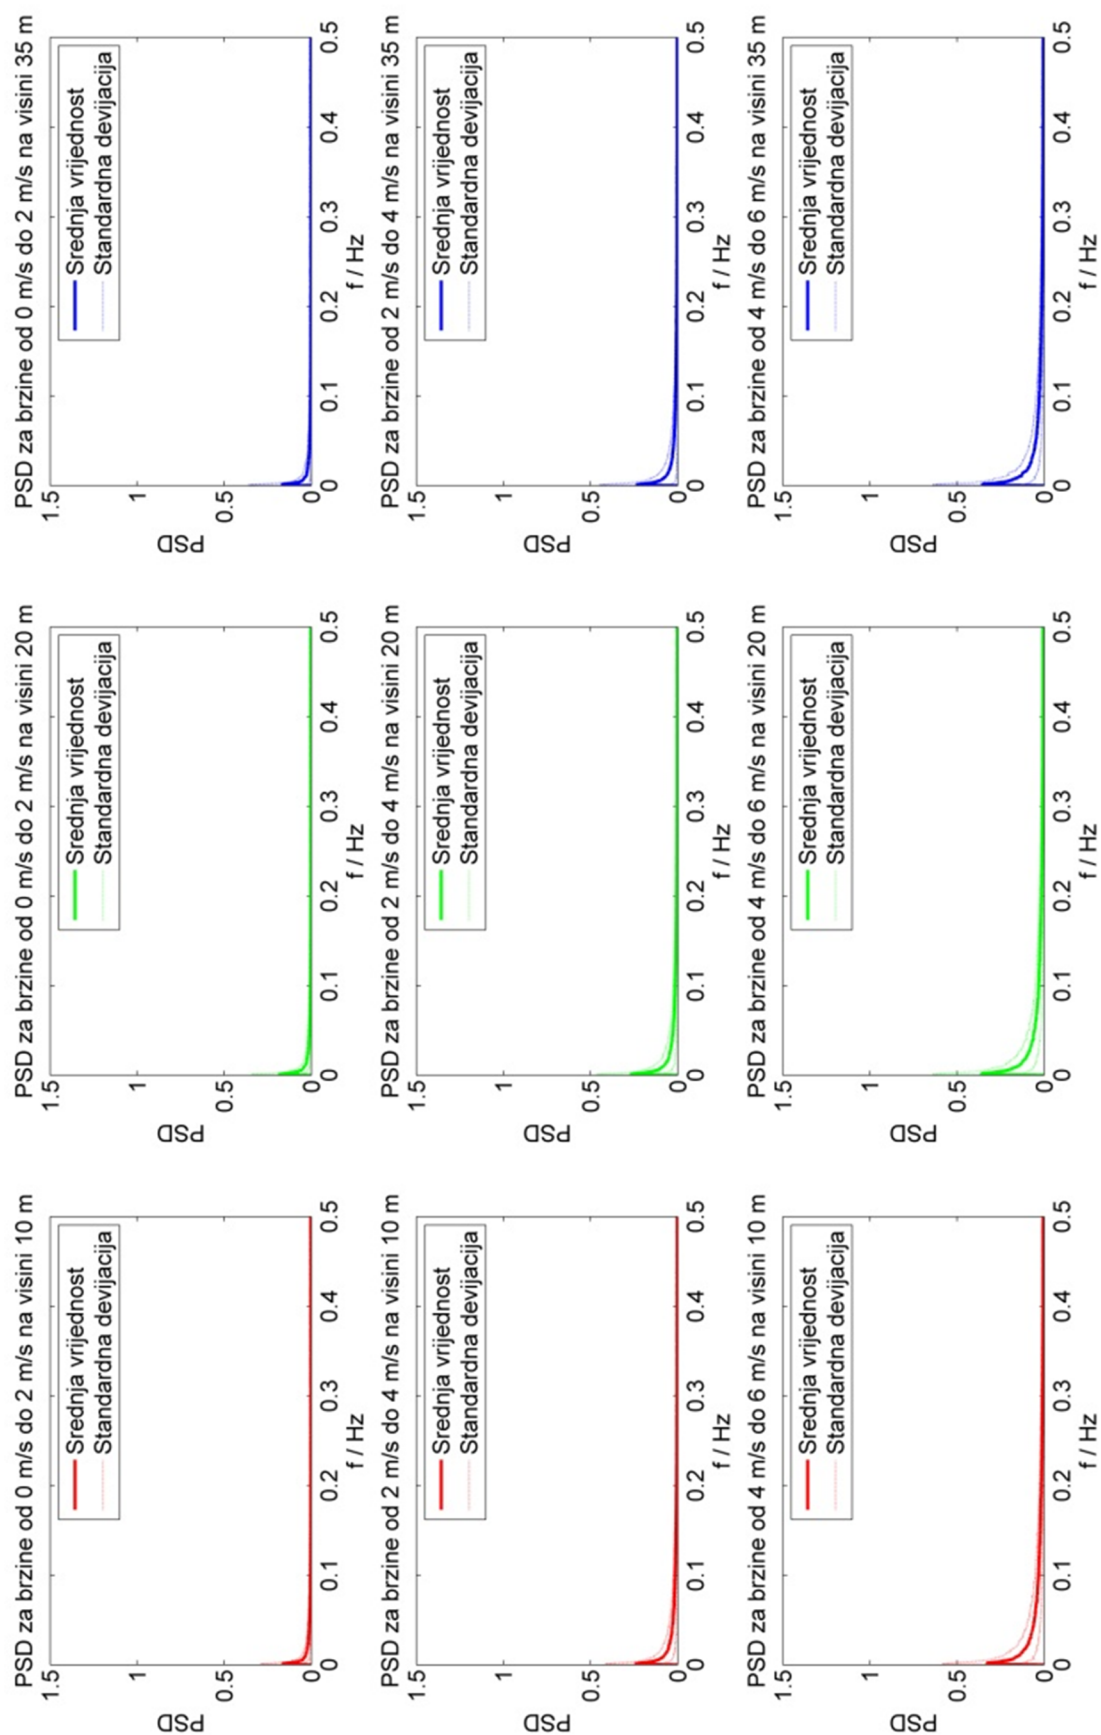 PSD za brzine od 0 m/s do 2 m/s na visini 10 m
1.5
1
0.5
0
PSD
Srednja vrijednost
Standardna devijacija
0 0.1 0.2 0.3 0.4 0.5
f / Hz
PSD za brzine od 0 m/s do 2 m/s na visini 20 m
1.5
1
0.5
0
PSD
Srednja vrijednost
Standardna devijacija
0 0.1 0.2 0.3 0.4 0.5
f / Hz
PSD za brzine od 0 m/s do 2 m/s na visini 35 m
1.5
1
0.5
0
PSD
Srednja vrijednost
Standardna devijacija
0 0.1 0.2 0.3 0.4 0.5
f / Hz
PSD za brzine od 2 m/s do 4 m/s na visini 10 m
1.5
1
0.5
0
PSD
Srednja vrijednost
Standardna devijacija
0 0.1 0.2 0.3 0.4 0.5
f / Hz
PSD za brzine od 2 m/s do 4 m/s na visini 20 m
1.5
1
0.5
0
PSD
Srednja vrijednost
Standardna devijacija
0 0.1 0.2 0.3 0.4 0.5
f / Hz
PSD za brzine od 2 m/s do 4 m/s na visini 35 m
1.5
1
0.5
0
PSD
Srednja vrijednost
Standardna devijacija
0 0.1 0.2 0.3 0.4 0.5
f / Hz
PSD za brzine od 4 m/s do 6 m/s na visini 10 m
1.5
1
0.5
0
PSD
Srednja vrijednost
Standardna devijacija
0 0.1 0.2 0.3 0.4 0.5
f / Hz
PSD za brzine od 4 m/s do 6 m/s na visini 20 m
1.5
1
0.5
0
PSD
Srednja vrijednost
Standardna devijacija
0 0.1 0.2 0.3 0.4 0.5
f / Hz
PSD za brzine od 4 m/s do 6 m/s na visini 35 m
1.5
1
0.5
0
PSD
Srednja vrijednost
Standardna devijacija
0 0.1 0.2 0.3 0.4 0.5
f / Hz